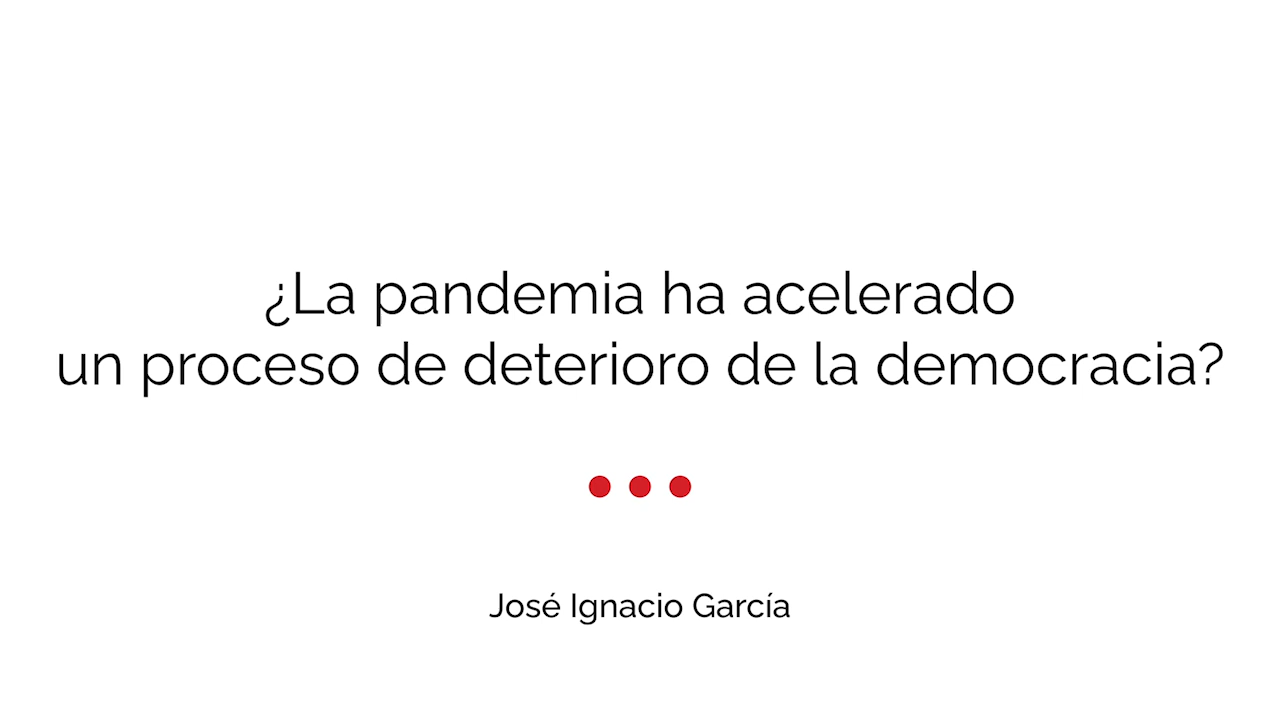 ¿La pandemia ha acelerado
un proceso de deterioro de la democracia?
José Ignacio García